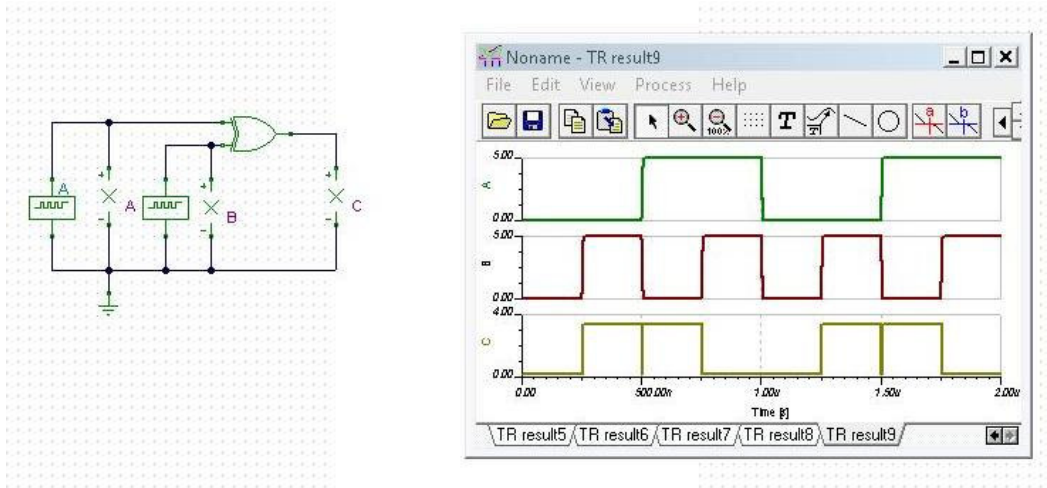 A
A
B
C
Noname - TR result9
File Edit View Process Help
100%
T
a
b
5.00
A
0.00
5.00
B
0.00
4.00
C
0.00
0.00 500.00n 1.00u 1.50u 2.00u
Time [s]
TR result5 TR result6 TR result7 TR result8 TR result9